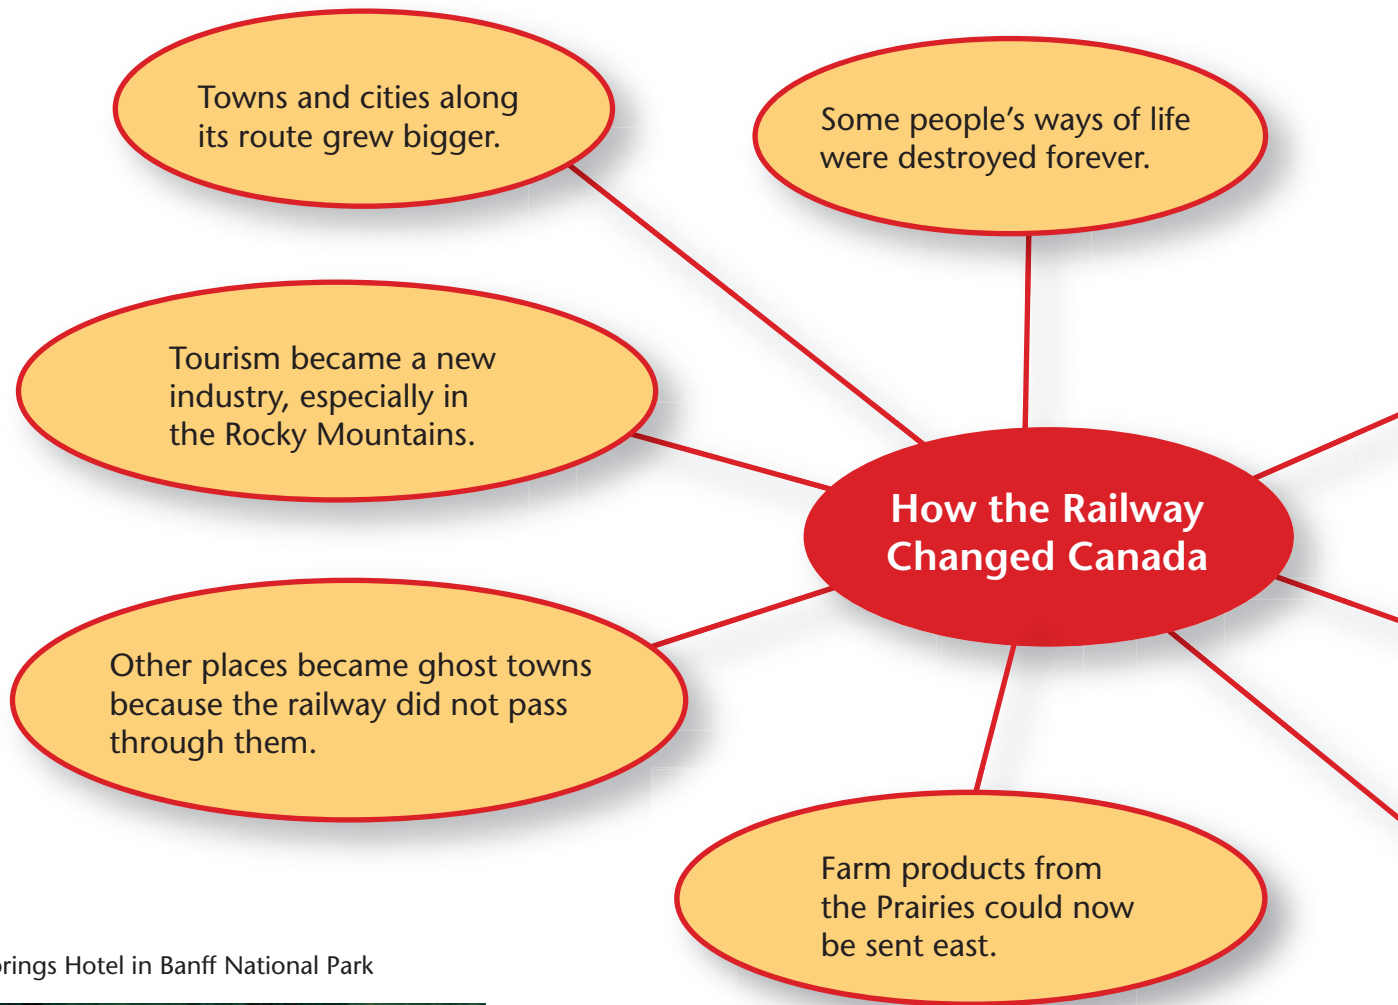 Towns and cities along
its route grew bigger.
Some people's ways of life
were destroyed forever.
Tourism became a new
industry, especially in
the Rocky Mountains.
How the Railway
Changed Canada
Other places became ghost towns
because the railway did not pass
through them.
Farm products from
the Prairies could now
be sent east.
Hotel in Banff National Park